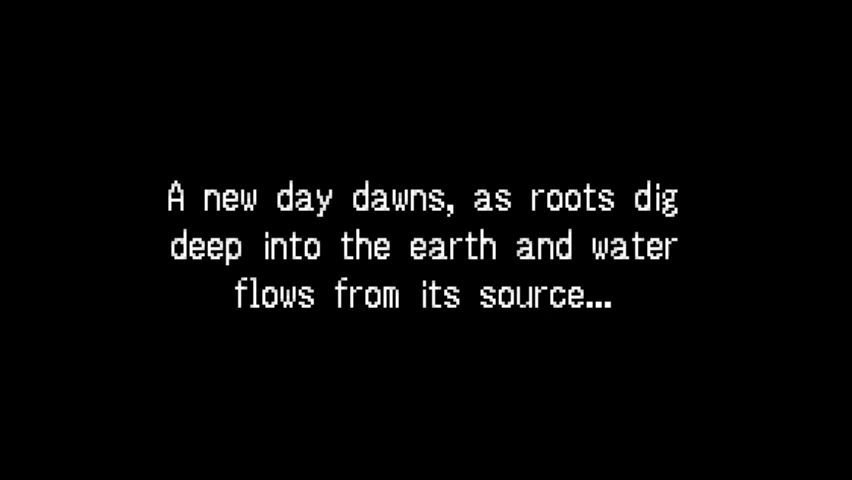 A new day dawns, as roots dig
deep into the earth and water
flows from its source...